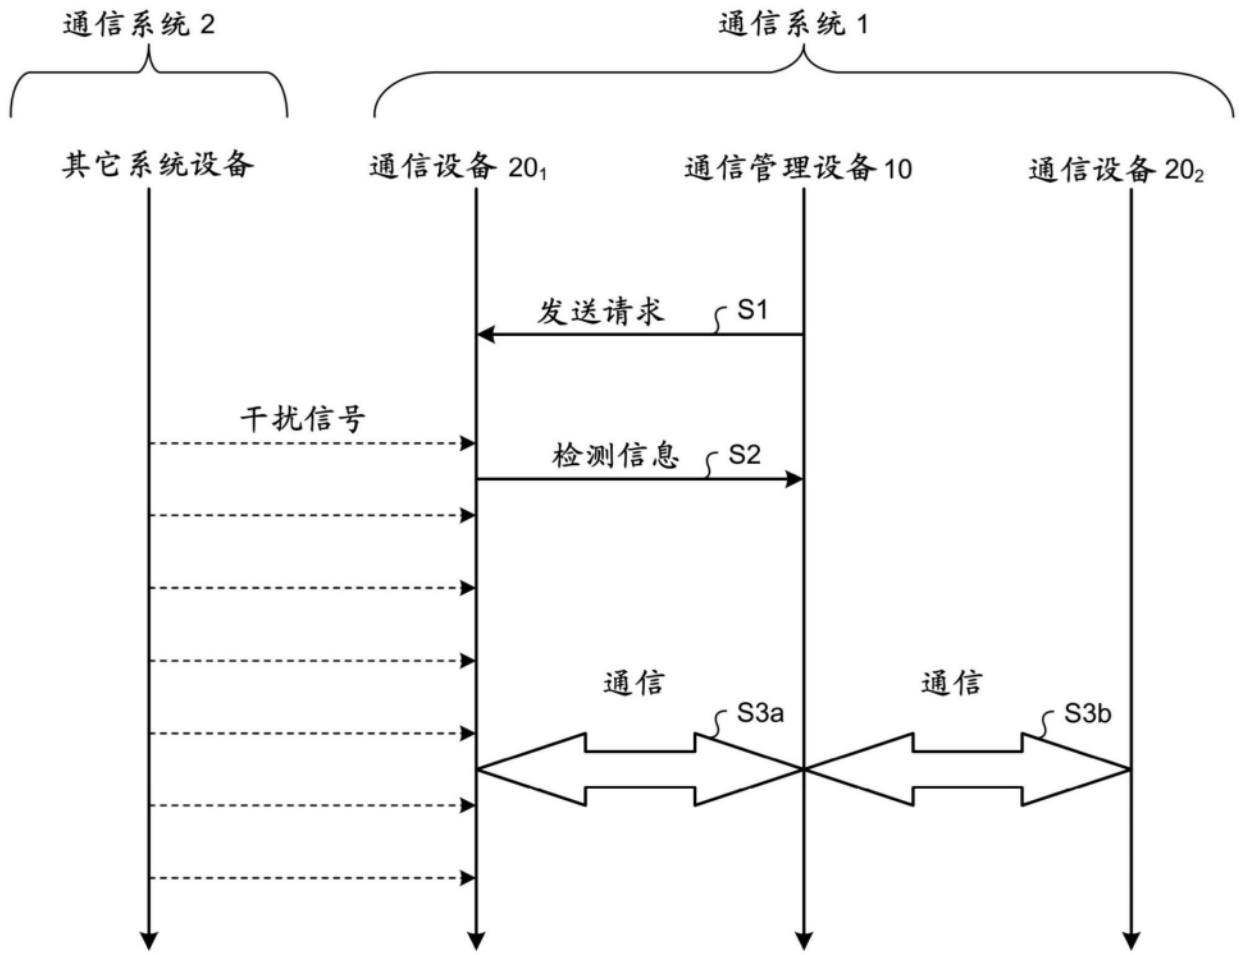 通信系统 2
通信系统 1
其它系统设备
通信设备 20₁
通信管理设备 10
通信设备 20₂
发送请求
S1
干扰信号
检测信息
S2
通信
通信
S3a
S3b